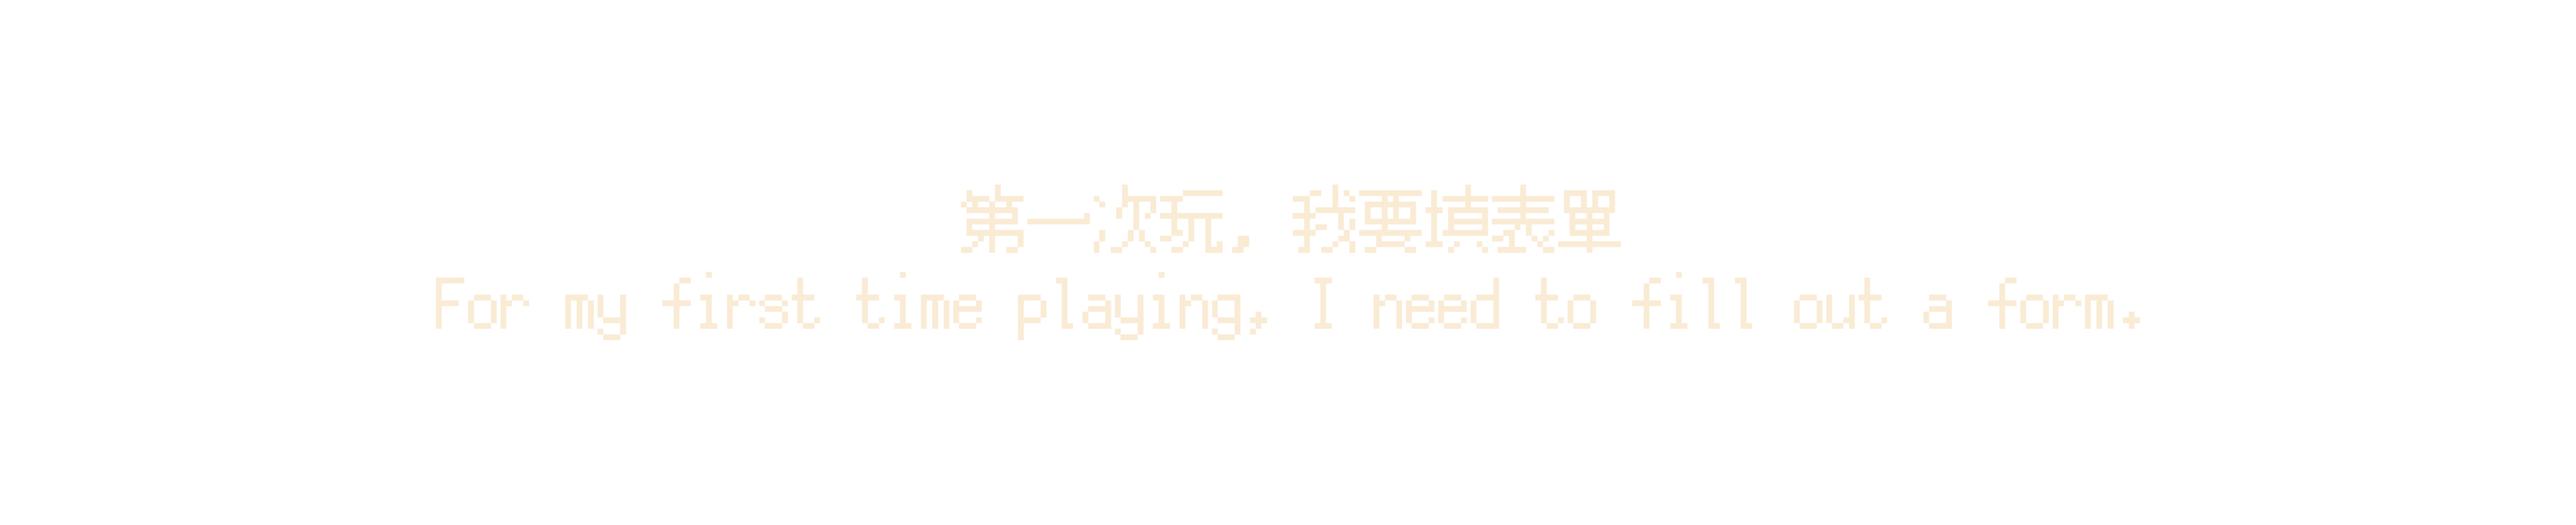 第一次玩，我要填表單
For my first time playing, I need to fill out a form.